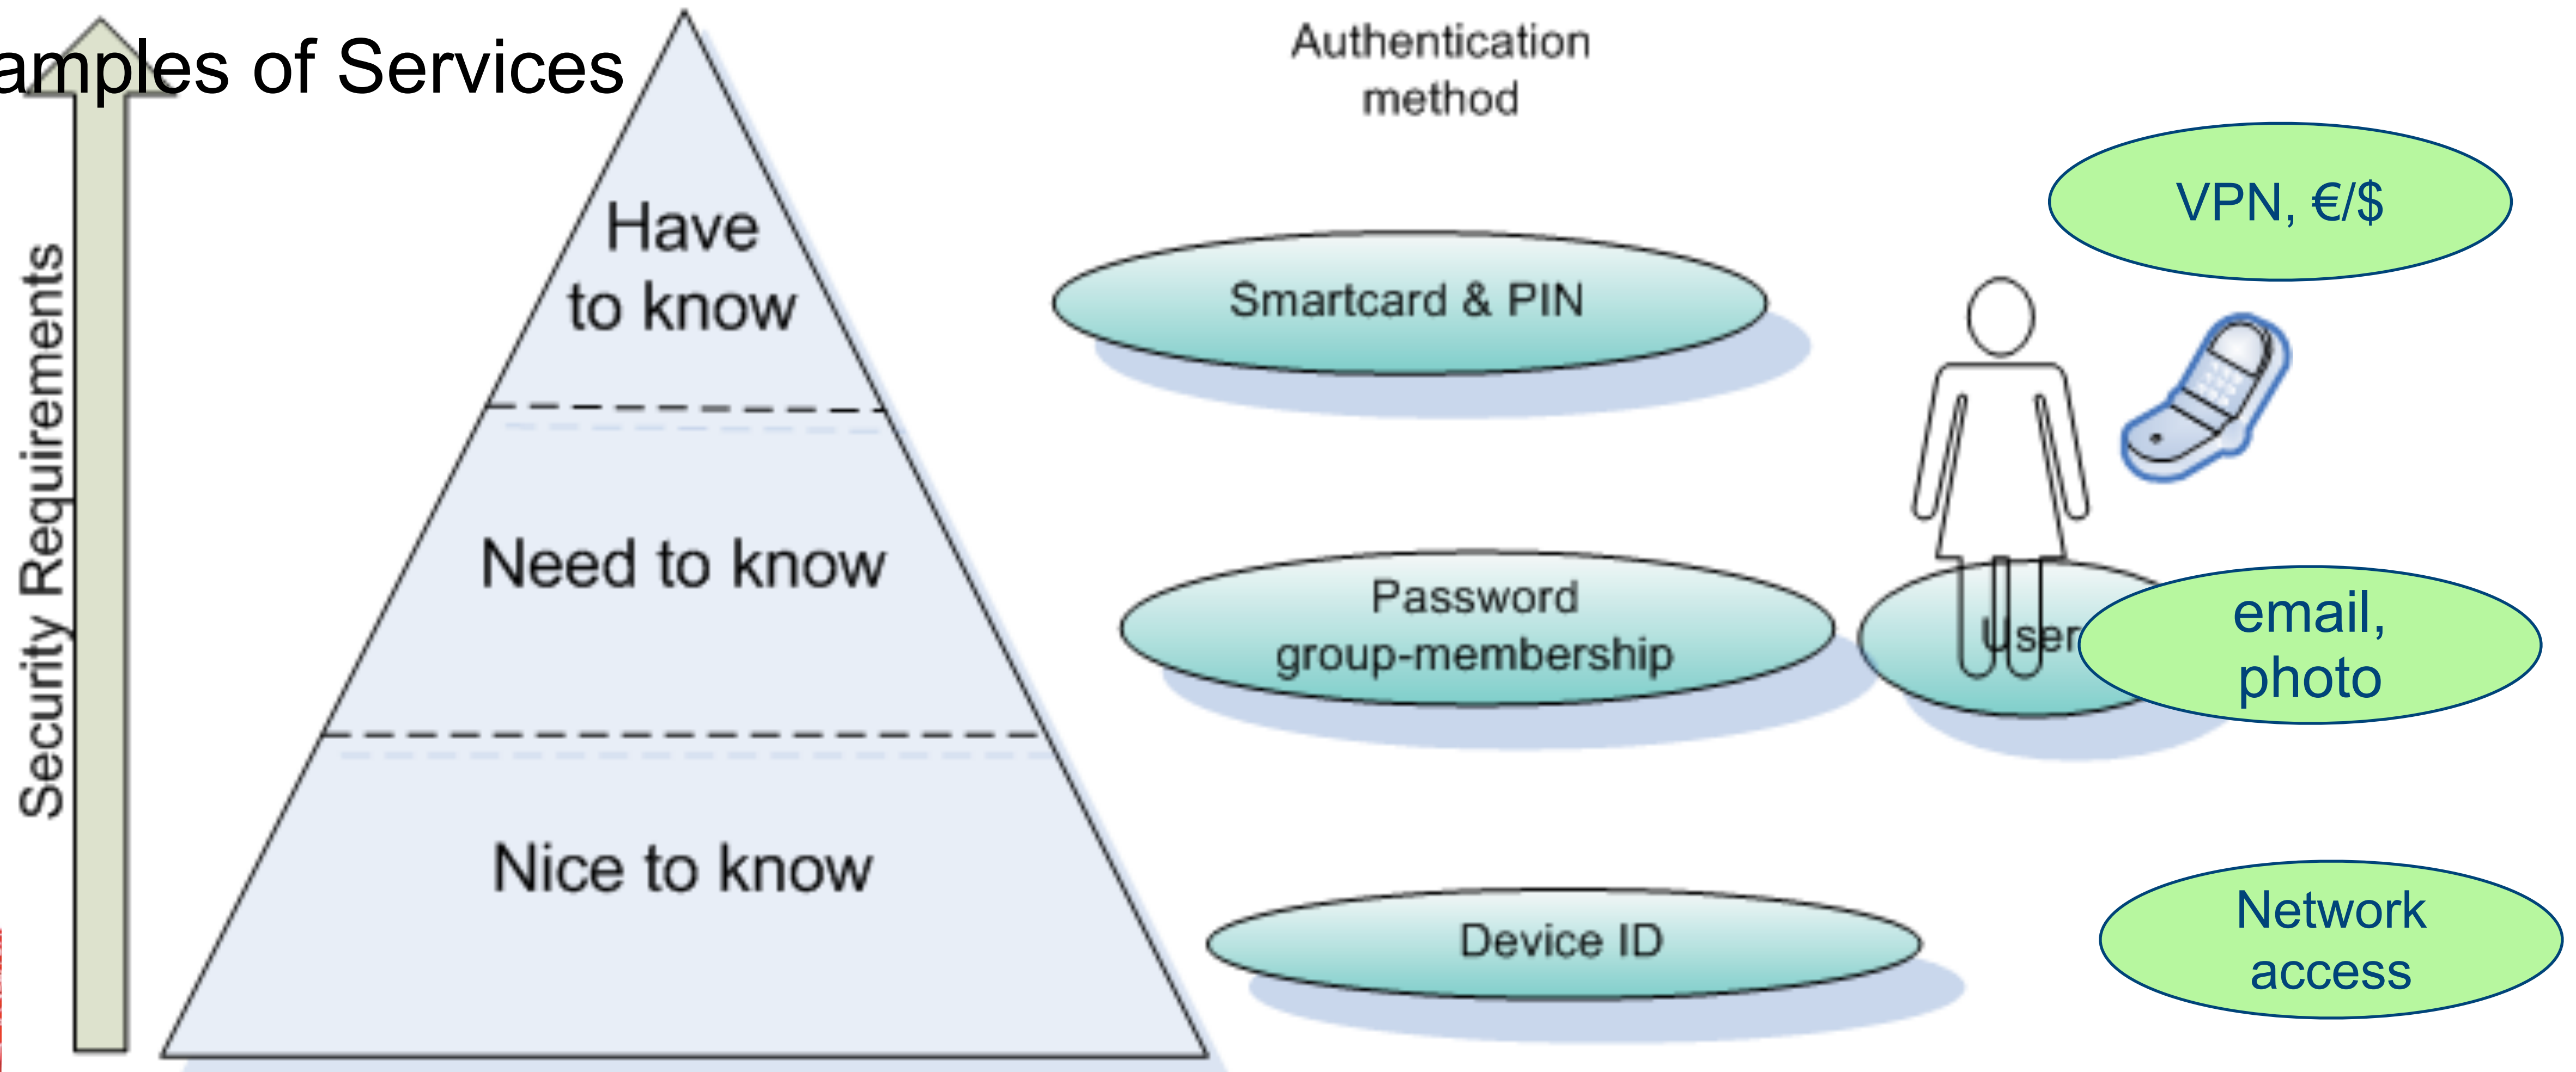 amples of Services
Authentication
method
Security Requirements
Have
to know
Need to know
Nice to know
Smartcard & PIN
Password
group-membership
Device ID
User
VPN, €/$
email,
photo
Network
access